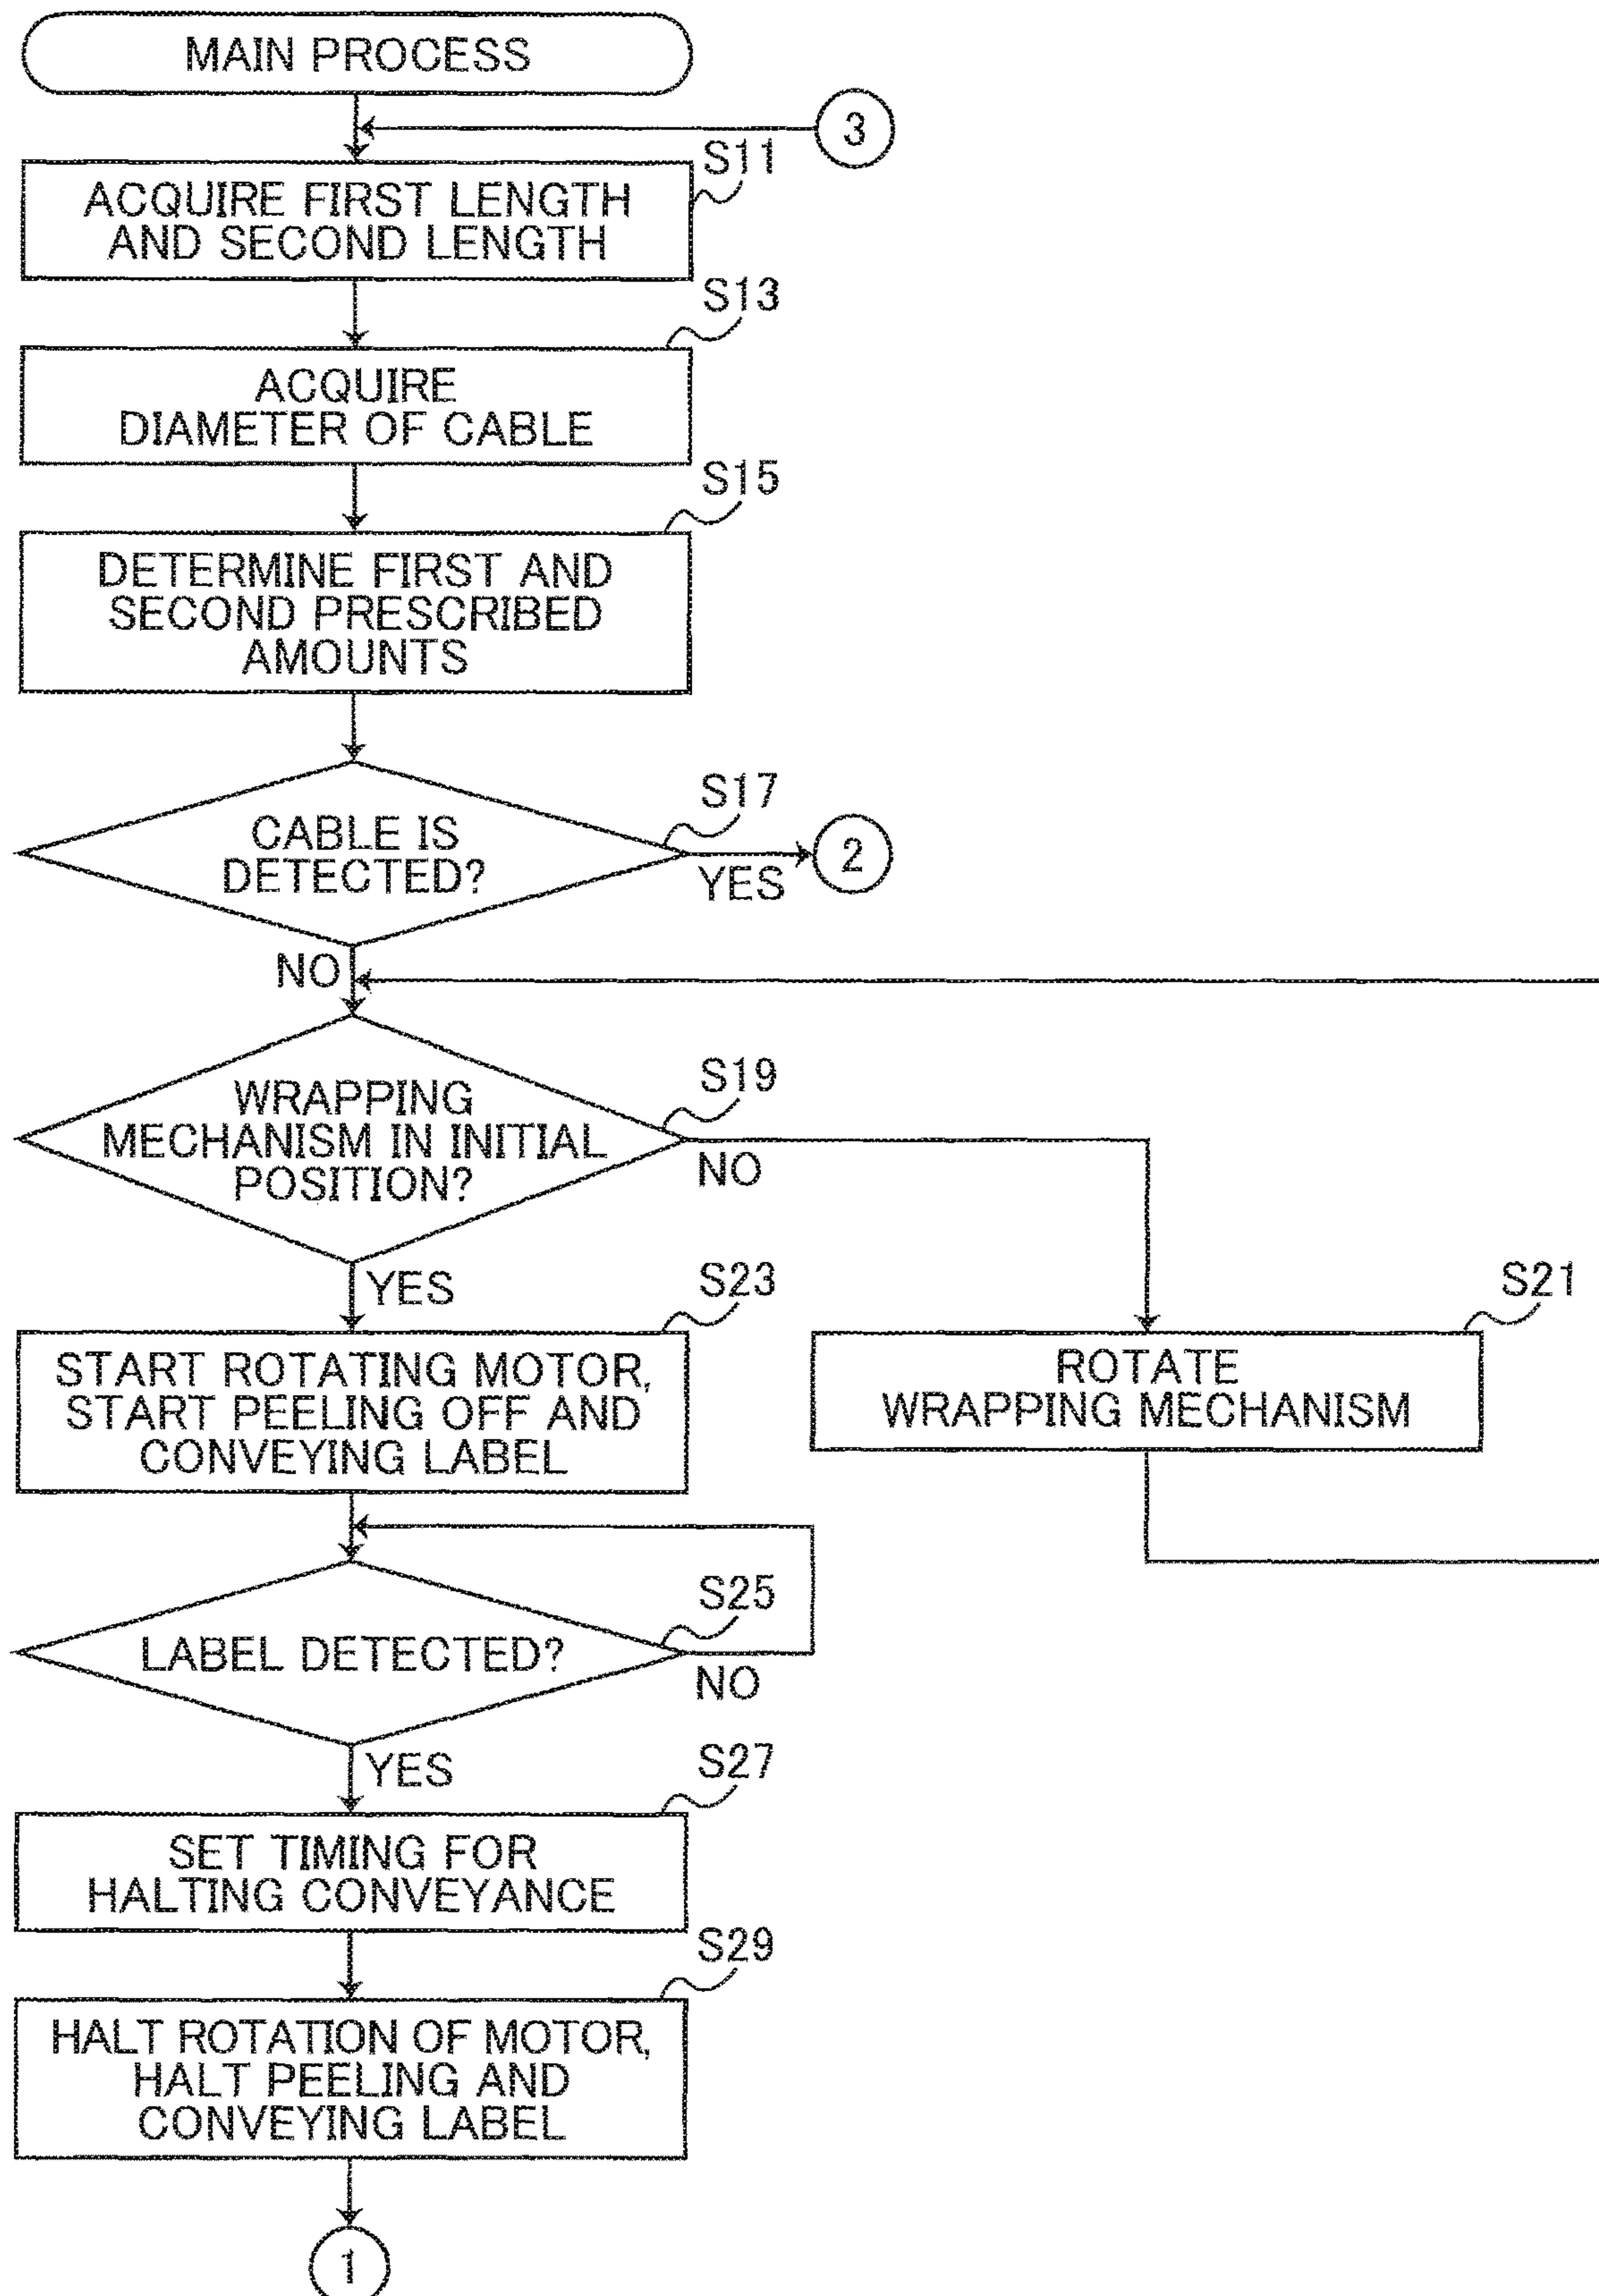 MAIN PROCESS
3
S11
ACQUIRE FIRST LENGTH
AND SECOND LENGTH
S13
ACQUIRE
DIAMETER OF CABLE
S15
DETERMINE FIRST AND
SECOND PRESCRIBED
AMOUNTS
S17
CABLE IS
DETECTED?
YES
2
NO
S19
WRAPPING
MECHANISM IN INITIAL
POSITION?
NO
YES
S23
START ROTATING MOTOR,
START PEELING OFF AND
CONVEYING LABEL
S21
ROTATE
WRAPPING MECHANISM
S25
LABEL DETECTED?
NO
YES
S27
SET TIMING FOR
HALTING CONVEYANCE
S29
HALT ROTATION OF MOTOR,
HALT PEELING AND
CONVEYING LABEL
1